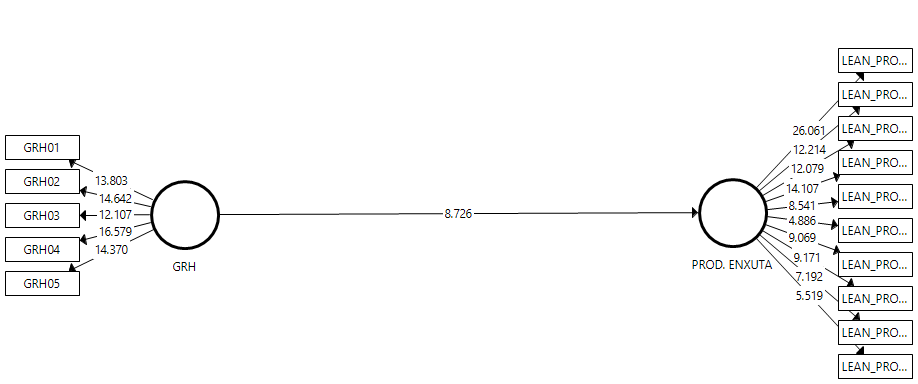 GRH01
GRH02
GRH03
GRH04
GRH05
13.803
14.642
12.107
16.579
14.370
GRH
8.726
PROD. ENXUTA
26.061
12.214
12.079
14.107
8.541
4.886
9.069
9.171
7.192
5.519
LEAN_PRO...
LEAN_PRO...
LEAN_PRO...
LEAN_PRO...
LEAN_PRO...
LEAN_PRO...
LEAN_PRO...
LEAN_PRO...
LEAN_PRO...
LEAN_PRO...